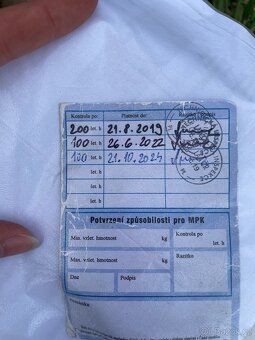 Kontrola po: Platnost do: Razítko / podpis
200 let. h 21.8.2019
100 let. h 26.6.2022
100 let. h 21.10.2024
let. h
let. h
Potvrzení způsobilosti pro MPK
Max. vzlet. hmotnost kg Kontrola po
let. h
Max. vzlet. hmotnost kg Razítko
Dne Podpis